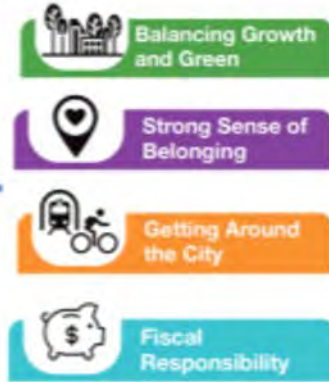 Balancing Growth
and Green
Strong Sense of
Belonging
Getting Around
the City
$
Fiscal
Responsibility